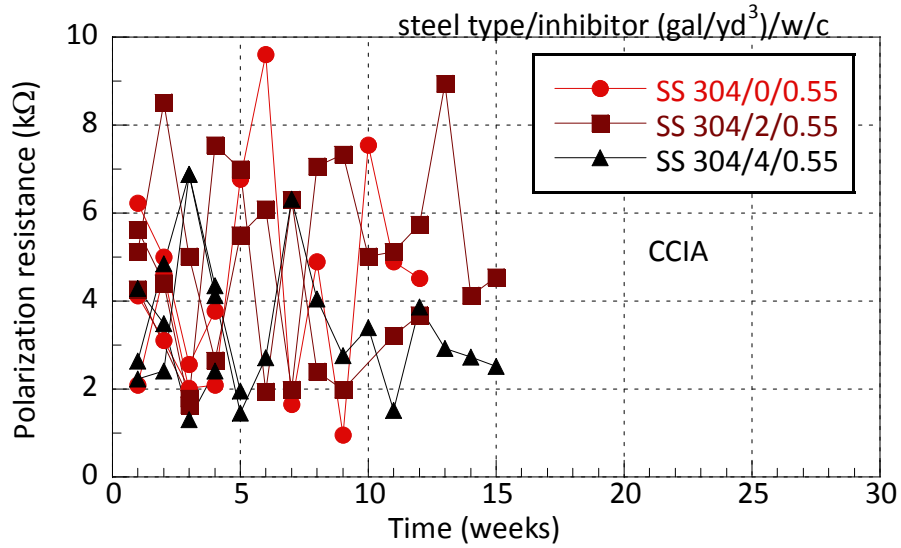 steel type/inhibitor (gal/yd³)/w/c
10
8
6
4
2
0
Polarization resistance (kΩ)
SS 304/0/0.55
SS 304/2/0.55
SS 304/4/0.55
CCIA
0 5 10 15 20 25 30
Time (weeks)